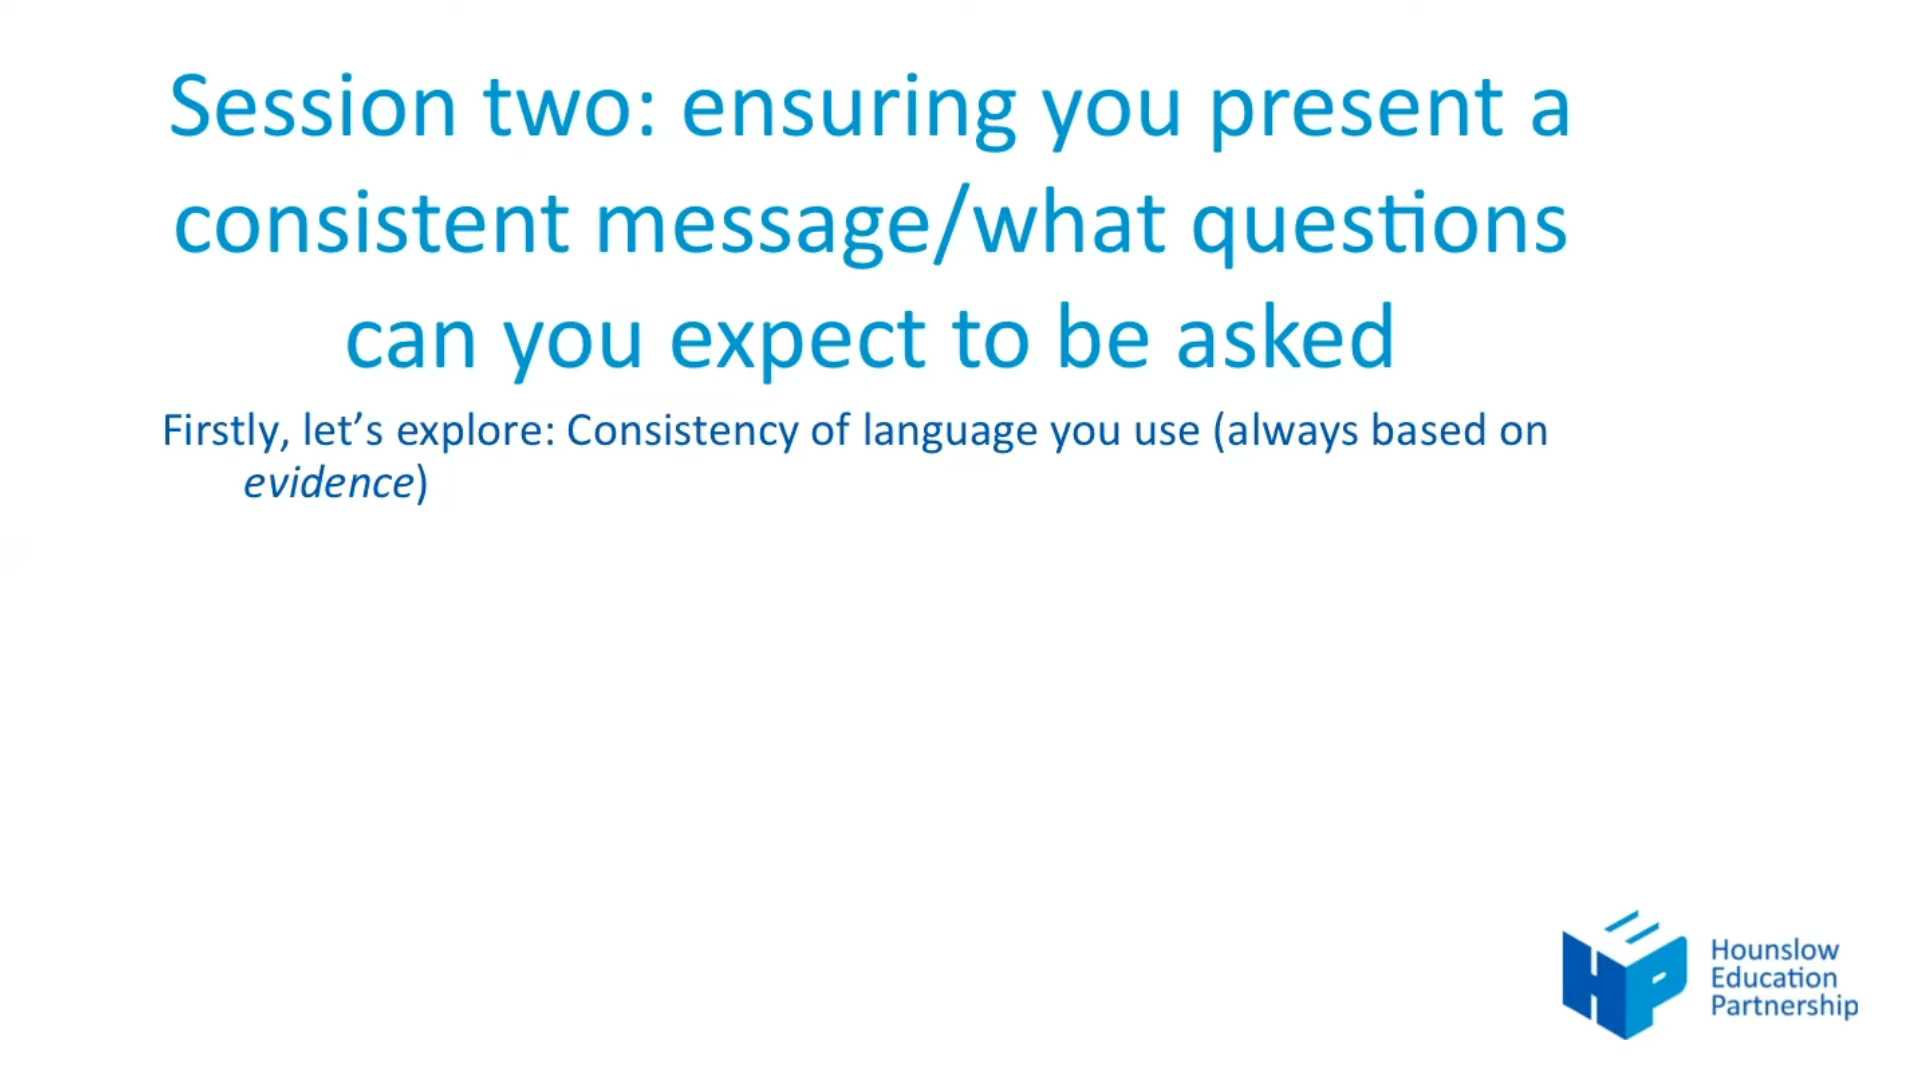 Session two: ensuring you present a
consistent message/what questions
can you expect to be asked
Firstly, let’s explore: Consistency of language you use (always based on
evidence)
Hounslow
Education
Partnership